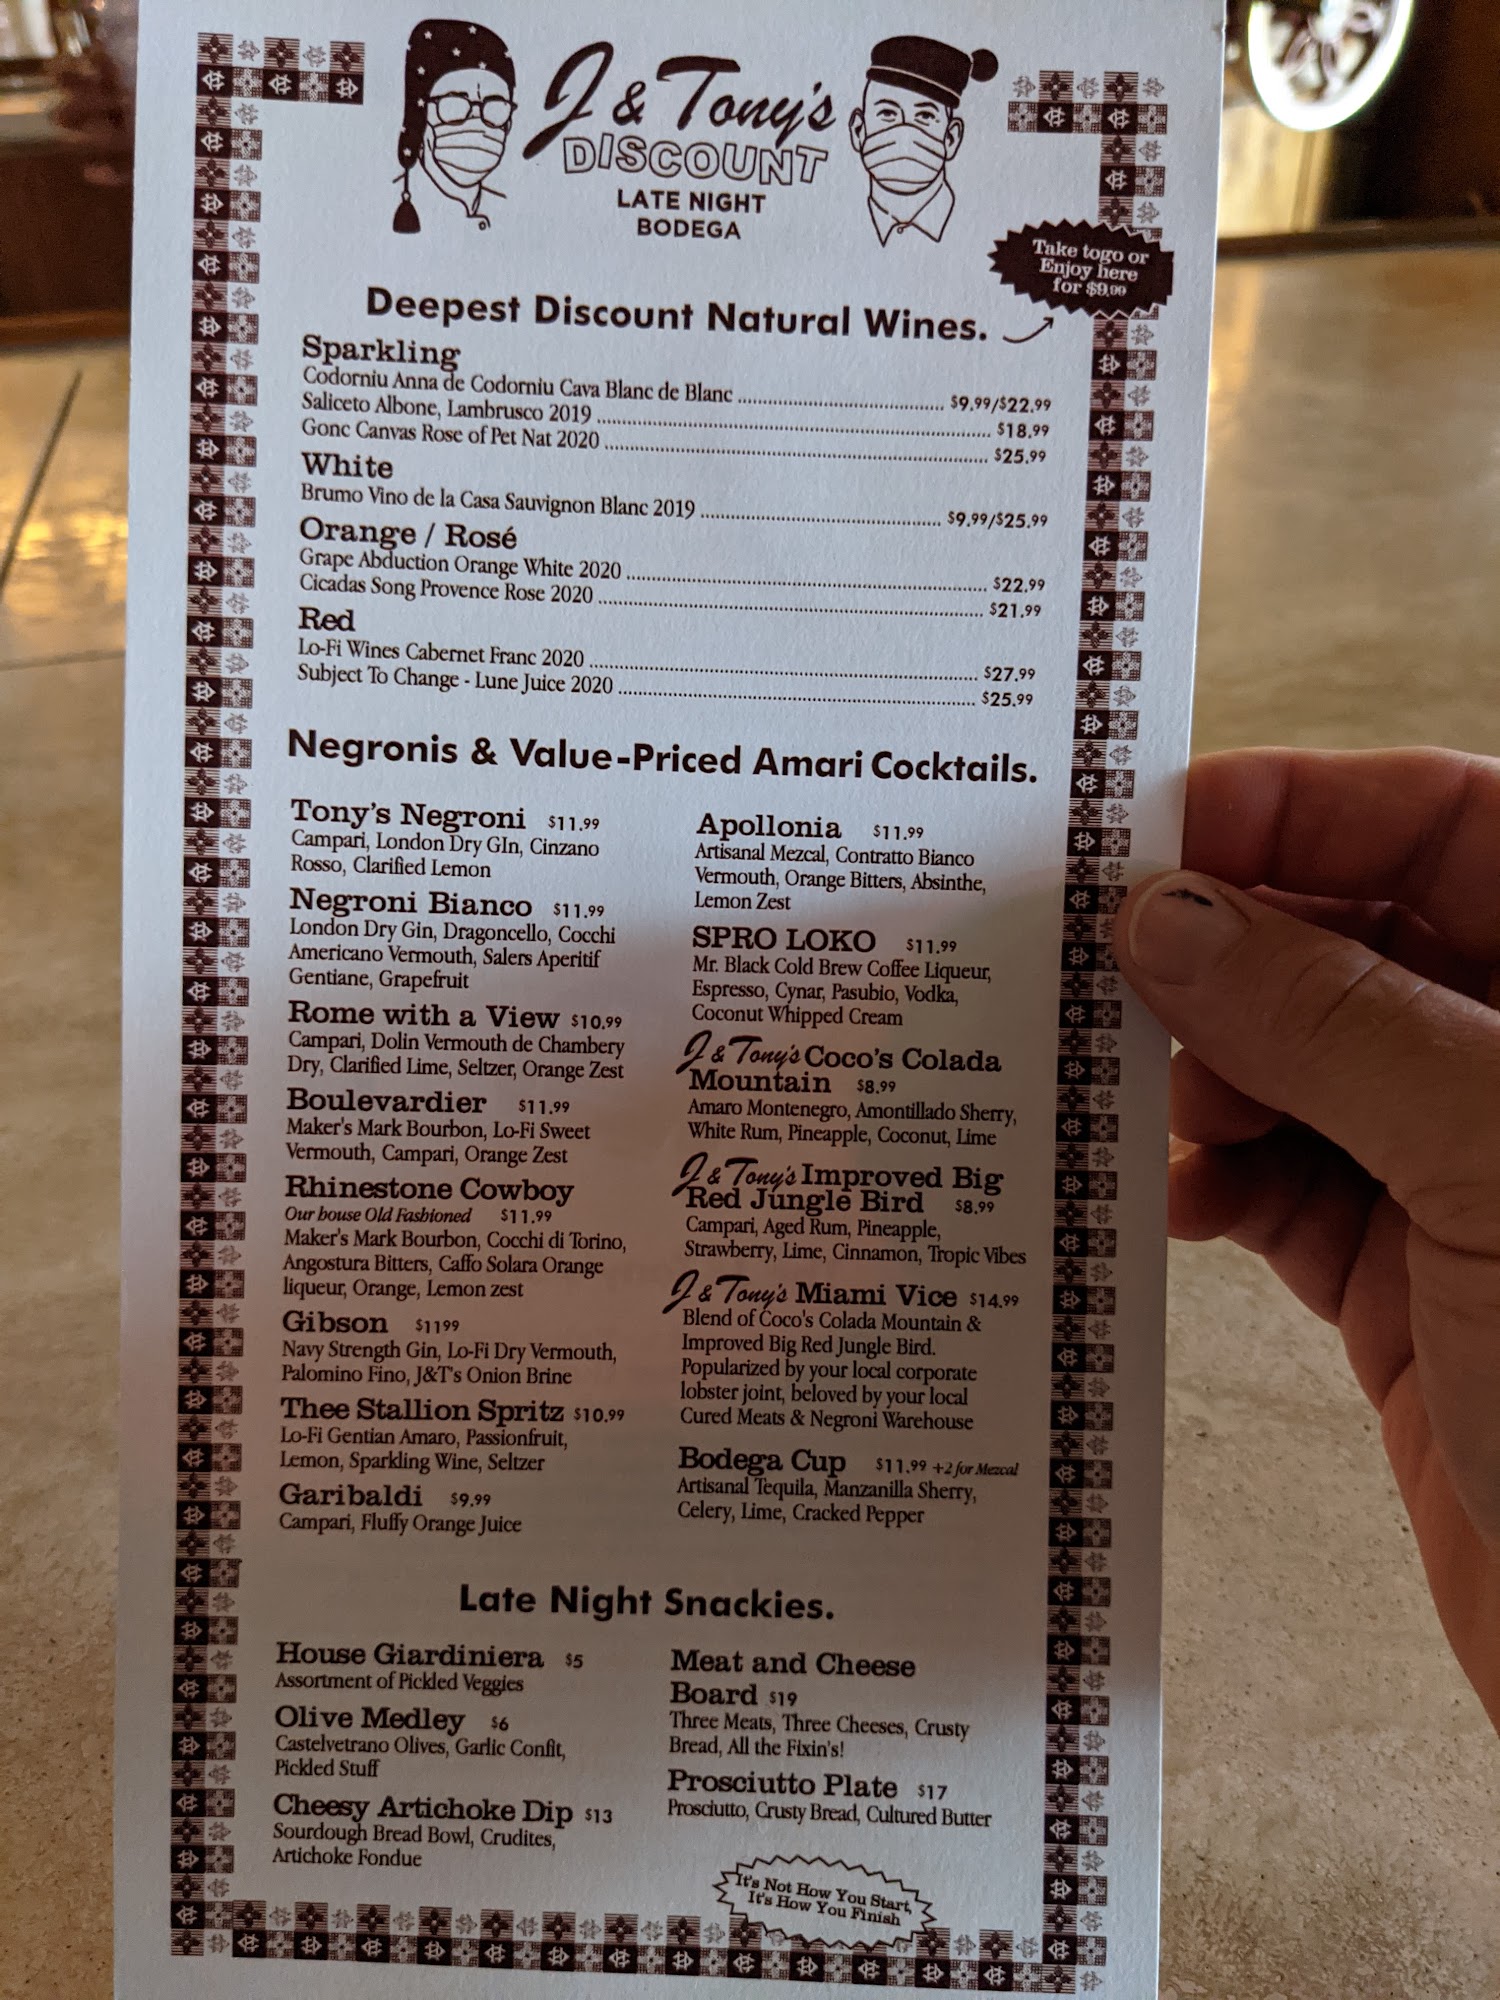 J & Tony's
DISCOUNT
LATE NIGHT
BODEGA
Take togo or
Enjoy here
for $9.99
Deepest Discount Natural Wines.
Sparkling
Codorniu Anna de Codorniu Cava Blanc de Blanc $9.99/$22.99
Saliceto Albone, Lambrusco 2019 $18.99
Gonc Canvas Rose of Pet Nat 2020 $25.99
White
Brumo Vino de la Casa Sauvignon Blanc 2019 $9.99/$25.99
Orange / Rosé
Grape Abduction Orange White 2020 $22.99
Cicadas Song Provence Rose 2020 $21.99
Red
Lo-Fi Wines Cabernet Franc 2020 $27.99
Subject To Change - Lune Juice 2020 $25.99
Negronis & Value-Priced Amari Cocktails.
Tony's Negroni $11.99
Campari, London Dry GIn, Cinzano
Rosso, Clarified Lemon
Negroni Bianco $11.99
London Dry Gin, Dragoncello, Cocchi
Americano Vermouth, Salers Aperitif
Gentiane, Grapefruit
Rome with a View $10.99
Campari, Dolin Vermouth de Chambery
Dry, Clarified Lime, Seltzer, Orange Zest
Boulevardier $11.99
Maker's Mark Bourbon, Lo-Fi Sweet
Vermouth, Campari, Orange Zest
Rhinestone Cowboy
Our house Old Fashioned $11.99
Maker's Mark Bourbon, Cocchi di Torino,
Angostura Bitters, Caffo Solara Orange
liqueur, Orange, Lemon zest
Gibson $1199
Navy Strength Gin, Lo-Fi Dry Vermouth,
Palomino Fino, J&T's Onion Brine
Thee Stallion Spritz $10.99
Lo-Fi Gentian Amaro, Passionfruit,
Lemon, Sparkling Wine, Seltzer
Garibaldi $9.99
Campari, Fluffy Orange Juice
Apollonia $11.99
Artisanal Mezcal, Contratto Bianco
Vermouth, Orange Bitters, Absinthe,
Lemon Zest
SPRO LOKO $11.99
Mr. Black Cold Brew Coffee Liqueur,
Espresso, Cynar, Pasubio, Vodka,
Coconut Whipped Cream
J & Tony's Coco's Colada
Mountain $8.99
Amaro Montenegro, Amontillado Sherry,
White Rum, Pineapple, Coconut, Lime
J & Tony's Improved Big
Red Jungle Bird $8.99
Campari, Aged Rum, Pineapple,
Strawberry, Lime, Cinnamon, Tropic Vibes
J & Tony's Miami Vice $14.99
Blend of Coco's Colada Mountain &
Improved Big Red Jungle Bird.
Popularized by your local corporate
lobster joint, beloved by your local
Cured Meats & Negroni Warehouse
Bodega Cup $11.99 +2 for Mezcal
Artisanal Tequila, Manzanilla Sherry,
Celery, Lime, Cracked Pepper
Late Night Snackies.
House Giardiniera $5
Assortment of Pickled Veggies
Olive Medley $6
Castelvetrano Olives, Garlic Confit,
Pickled Stuff
Cheesy Artichoke Dip $13
Sourdough Bread Bowl, Crudites,
Artichoke Fondue
Meat and Cheese
Board $19
Three Meats, Three Cheeses, Crusty
Bread, All the Fixin's!
Prosciutto Plate $17
Prosciutto, Crusty Bread, Cultured Butter
It's Not How You Start,
It's How You Finish